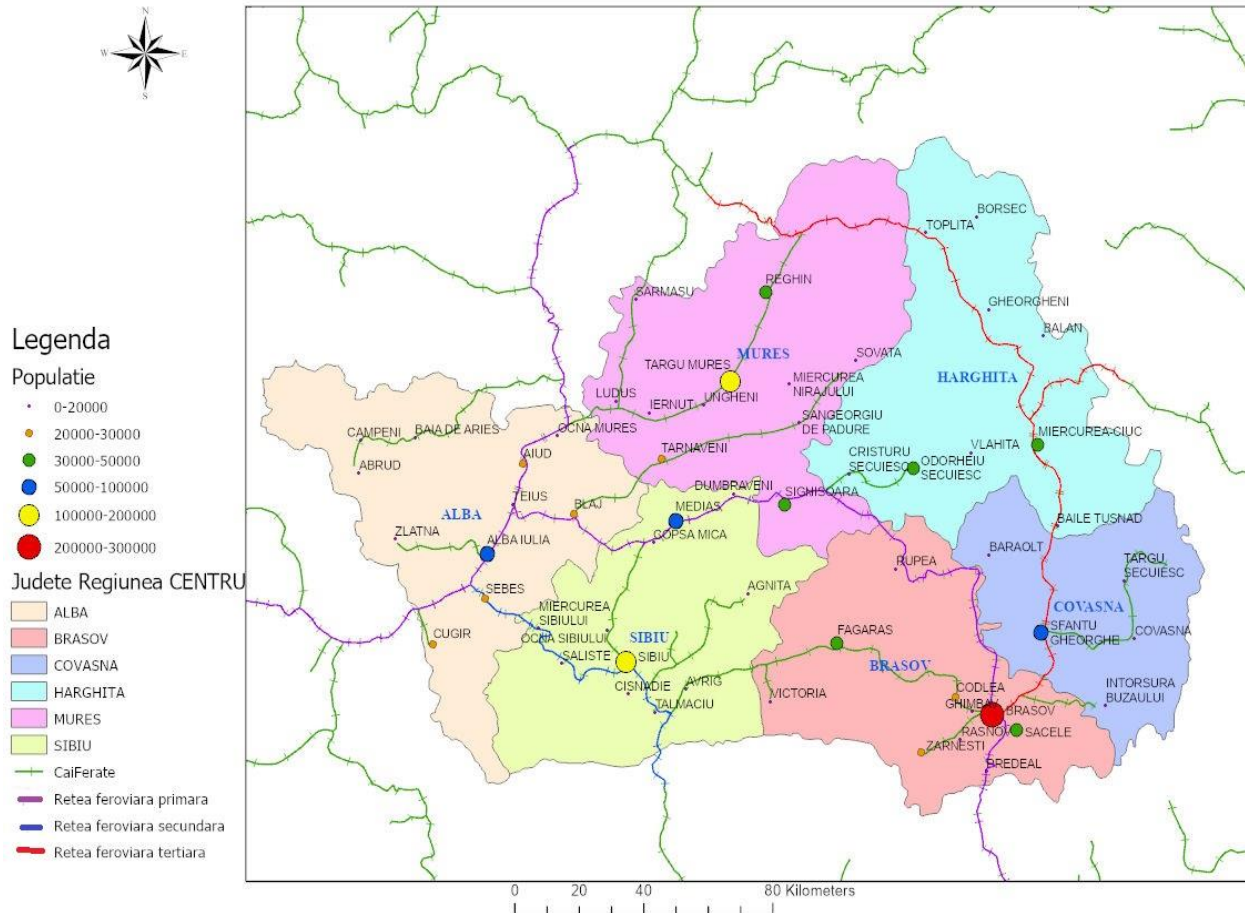 N
W
E
S
Legenda
Populatie
0-20000
20000-30000
30000-50000
50000-100000
100000-200000
200000-300000
Judete Regiunea CENTRU
ALBA
BRASOV
COVASNA
HARGHITA
MURES
SIBIU
CaiFerate
Retea feroviara primara
Retea feroviara secundara
Retea feroviara tertiara
BORSEC
TOPLITA
REGHIN
SARMASU
GHEORGHENI
BALAN
MURES
TARGU MURES
SOVATA
HARGHITA
MIERCUREA
NIRAJULUI
LUDUS
IERNUT
UNGHENI
SANGEORGIU
DE PADURE
CAMPENI
BAIA DE ARIES
OCNA MURES
MIERCUREA-CIUC
ABRUD
AIUD
TARNAVENI
CRISTURU
SECUIESC
ODORHEIU
SECUIESC
VLAHITA
DUMBRAVENI
SIGHISOARA
TEIUS
BLAJ
MEDIAS
ALBA
BAILE TUSNAD
ZLATNA
ALBA IULIA
COPSA MICA
BARAOLT
TARGU
SECUIESC
RUPEA
SEBES
AGNITA
COVASNA
MIERCUREA
SIBIULUI
OCNA SIBIULUI
SIBIU
CUGIR
FAGARAS
SFANTU
GHEORGHE
COVASNA
SALISTE
SIBIU
BRASOV
CISNADIE
AVRIG
VICTORIA
CODLEA
INTORSURA
BUZAULUI
TALMACIU
GHIMBAV
BRASOV
RASNOV
SACELE
ZARNESTI
BREDEAL
0
20
40
80 Kilometers